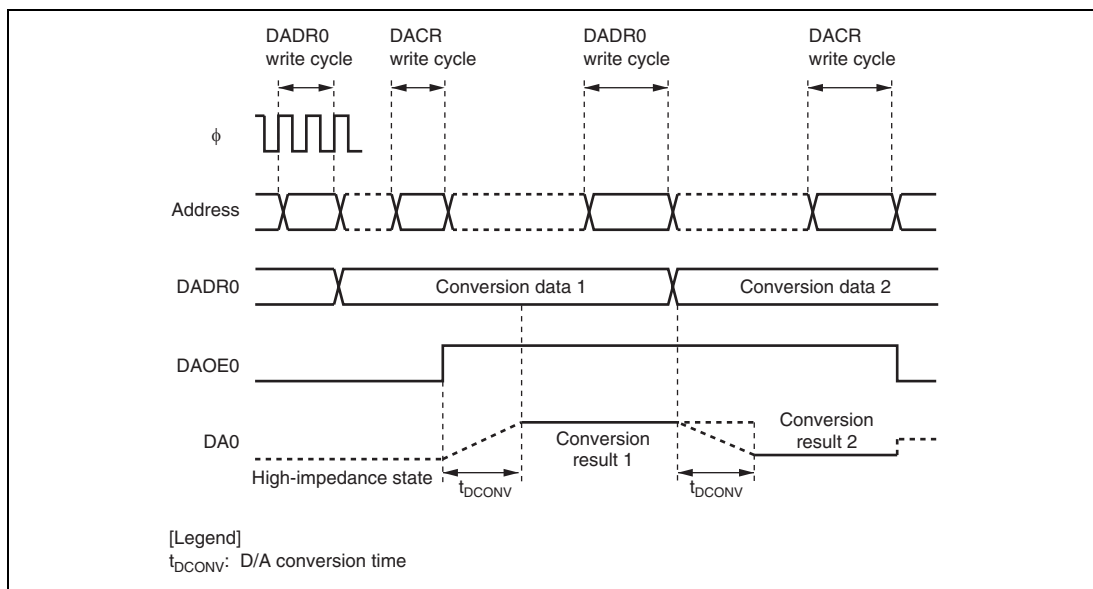 DADR0 write cycle
DACR write cycle
DADR0 write cycle
DACR write cycle
ϕ
Address
DADR0
Conversion data 1
Conversion data 2
DAOE0
DA0
High-impedance state
Conversion result 1
Conversion result 2
tDCONV
tDCONV
[Legend]
tDCONV: D/A conversion time